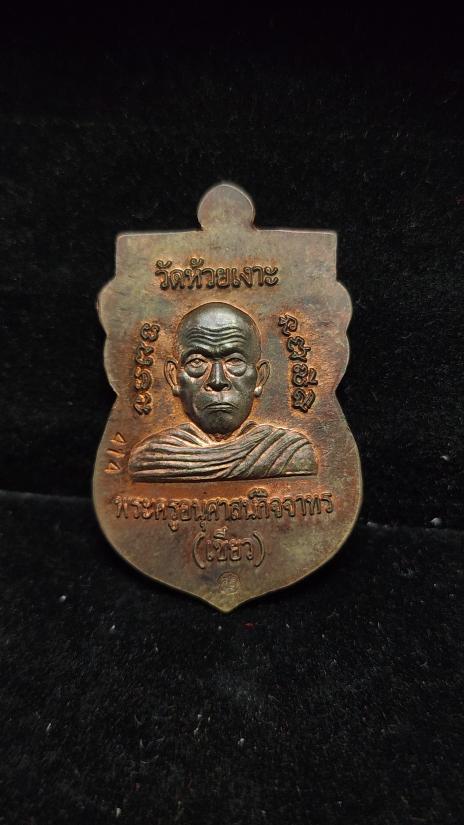 วัดห้วยเงาะ
414
พระครูอนุศาสน์กิจจาทร
(เขียว)